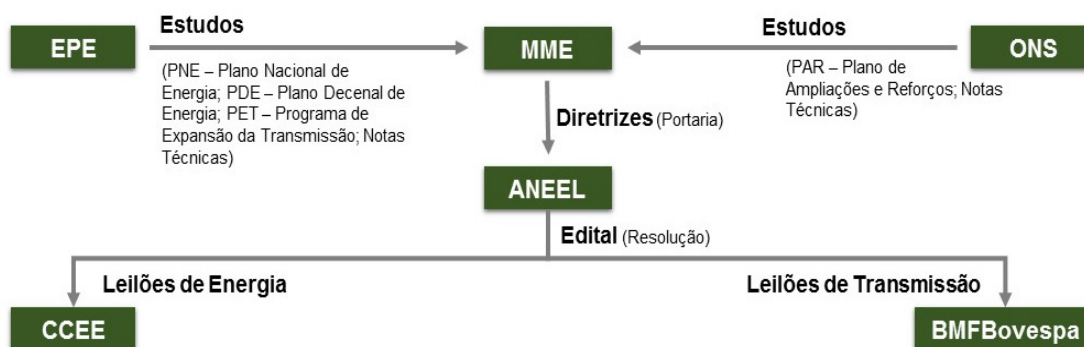 Estudos
EPE
(PNE – Plano Nacional de
Energia; PDE – Plano Decenal de
Energia; PET – Programa de
Expansão da Transmissão; Notas
Técnicas)
MME
Estudos
ONS
(PAR – Plano de
Ampliações e Reforços; Notas
Técnicas)
Diretrizes (Portaria)
ANEEL
Edital (Resolução)
Leilões de Energia
Leilões de Transmissão
CCEE
BMFBovespa